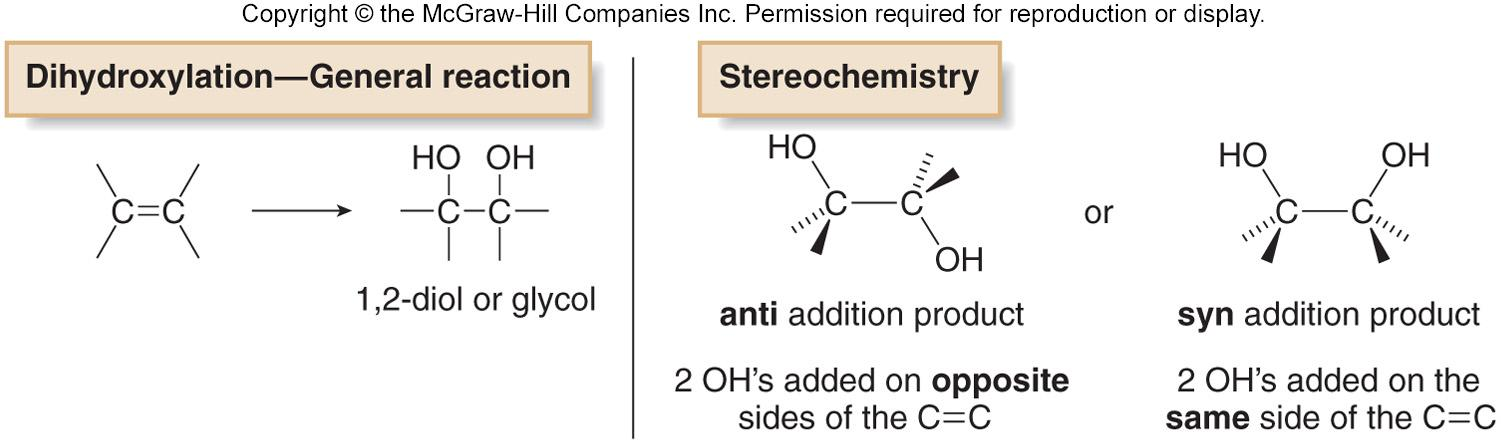 Copyright © the McGraw-Hill Companies Inc. Permission required for reproduction or display.
Dihydroxylation—General reaction
C=C
HO OH
—C—C—
1,2-diol or glycol
Stereochemistry
HO
C—C
OH
anti addition product
2 OH's added on opposite
sides of the C=C
or
HO OH
C—C
syn addition product
2 OH's added on the
same side of the C=C